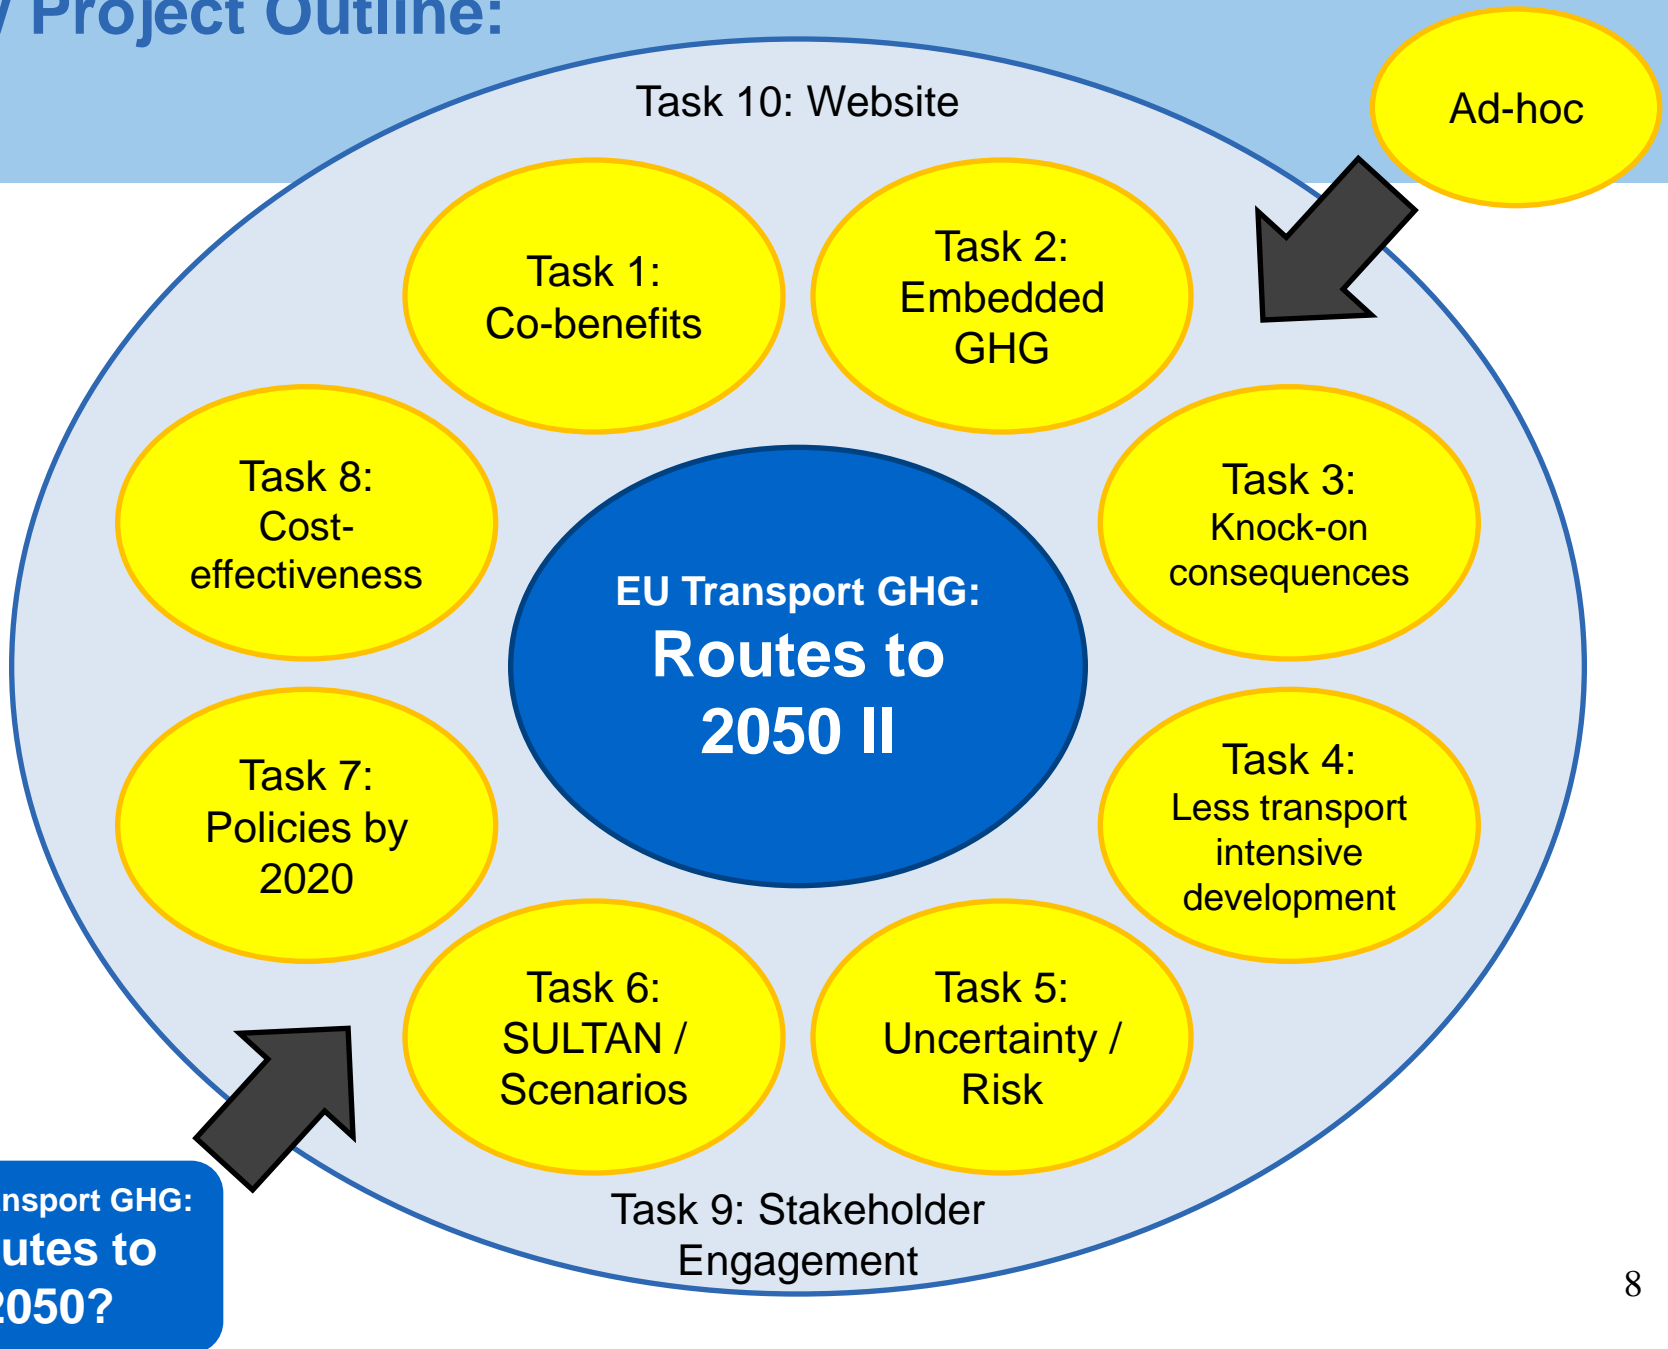 Project Outline:
Task 10: Website
Ad-hoc
Task 1:
Co-benefits
Task 2:
Embedded
GHG
Task 3:
Knock-on
consequences
Task 4:
Less transport
intensive
development
Task 5:
Uncertainty /
Risk
Task 6:
SULTAN /
Scenarios
Task 7:
Policies by
2020
Task 8:
Cost-
effectiveness
EU Transport GHG:
Routes to
2050 II
Task 9: Stakeholder
Engagement
GHG:
to
2050?
8